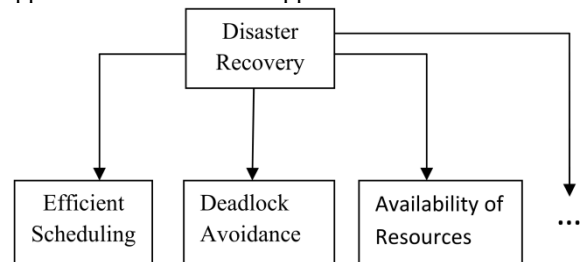 Disaster
Recovery
Efficient
Scheduling
Deadlock
Avoidance
Availability of
Resources
...